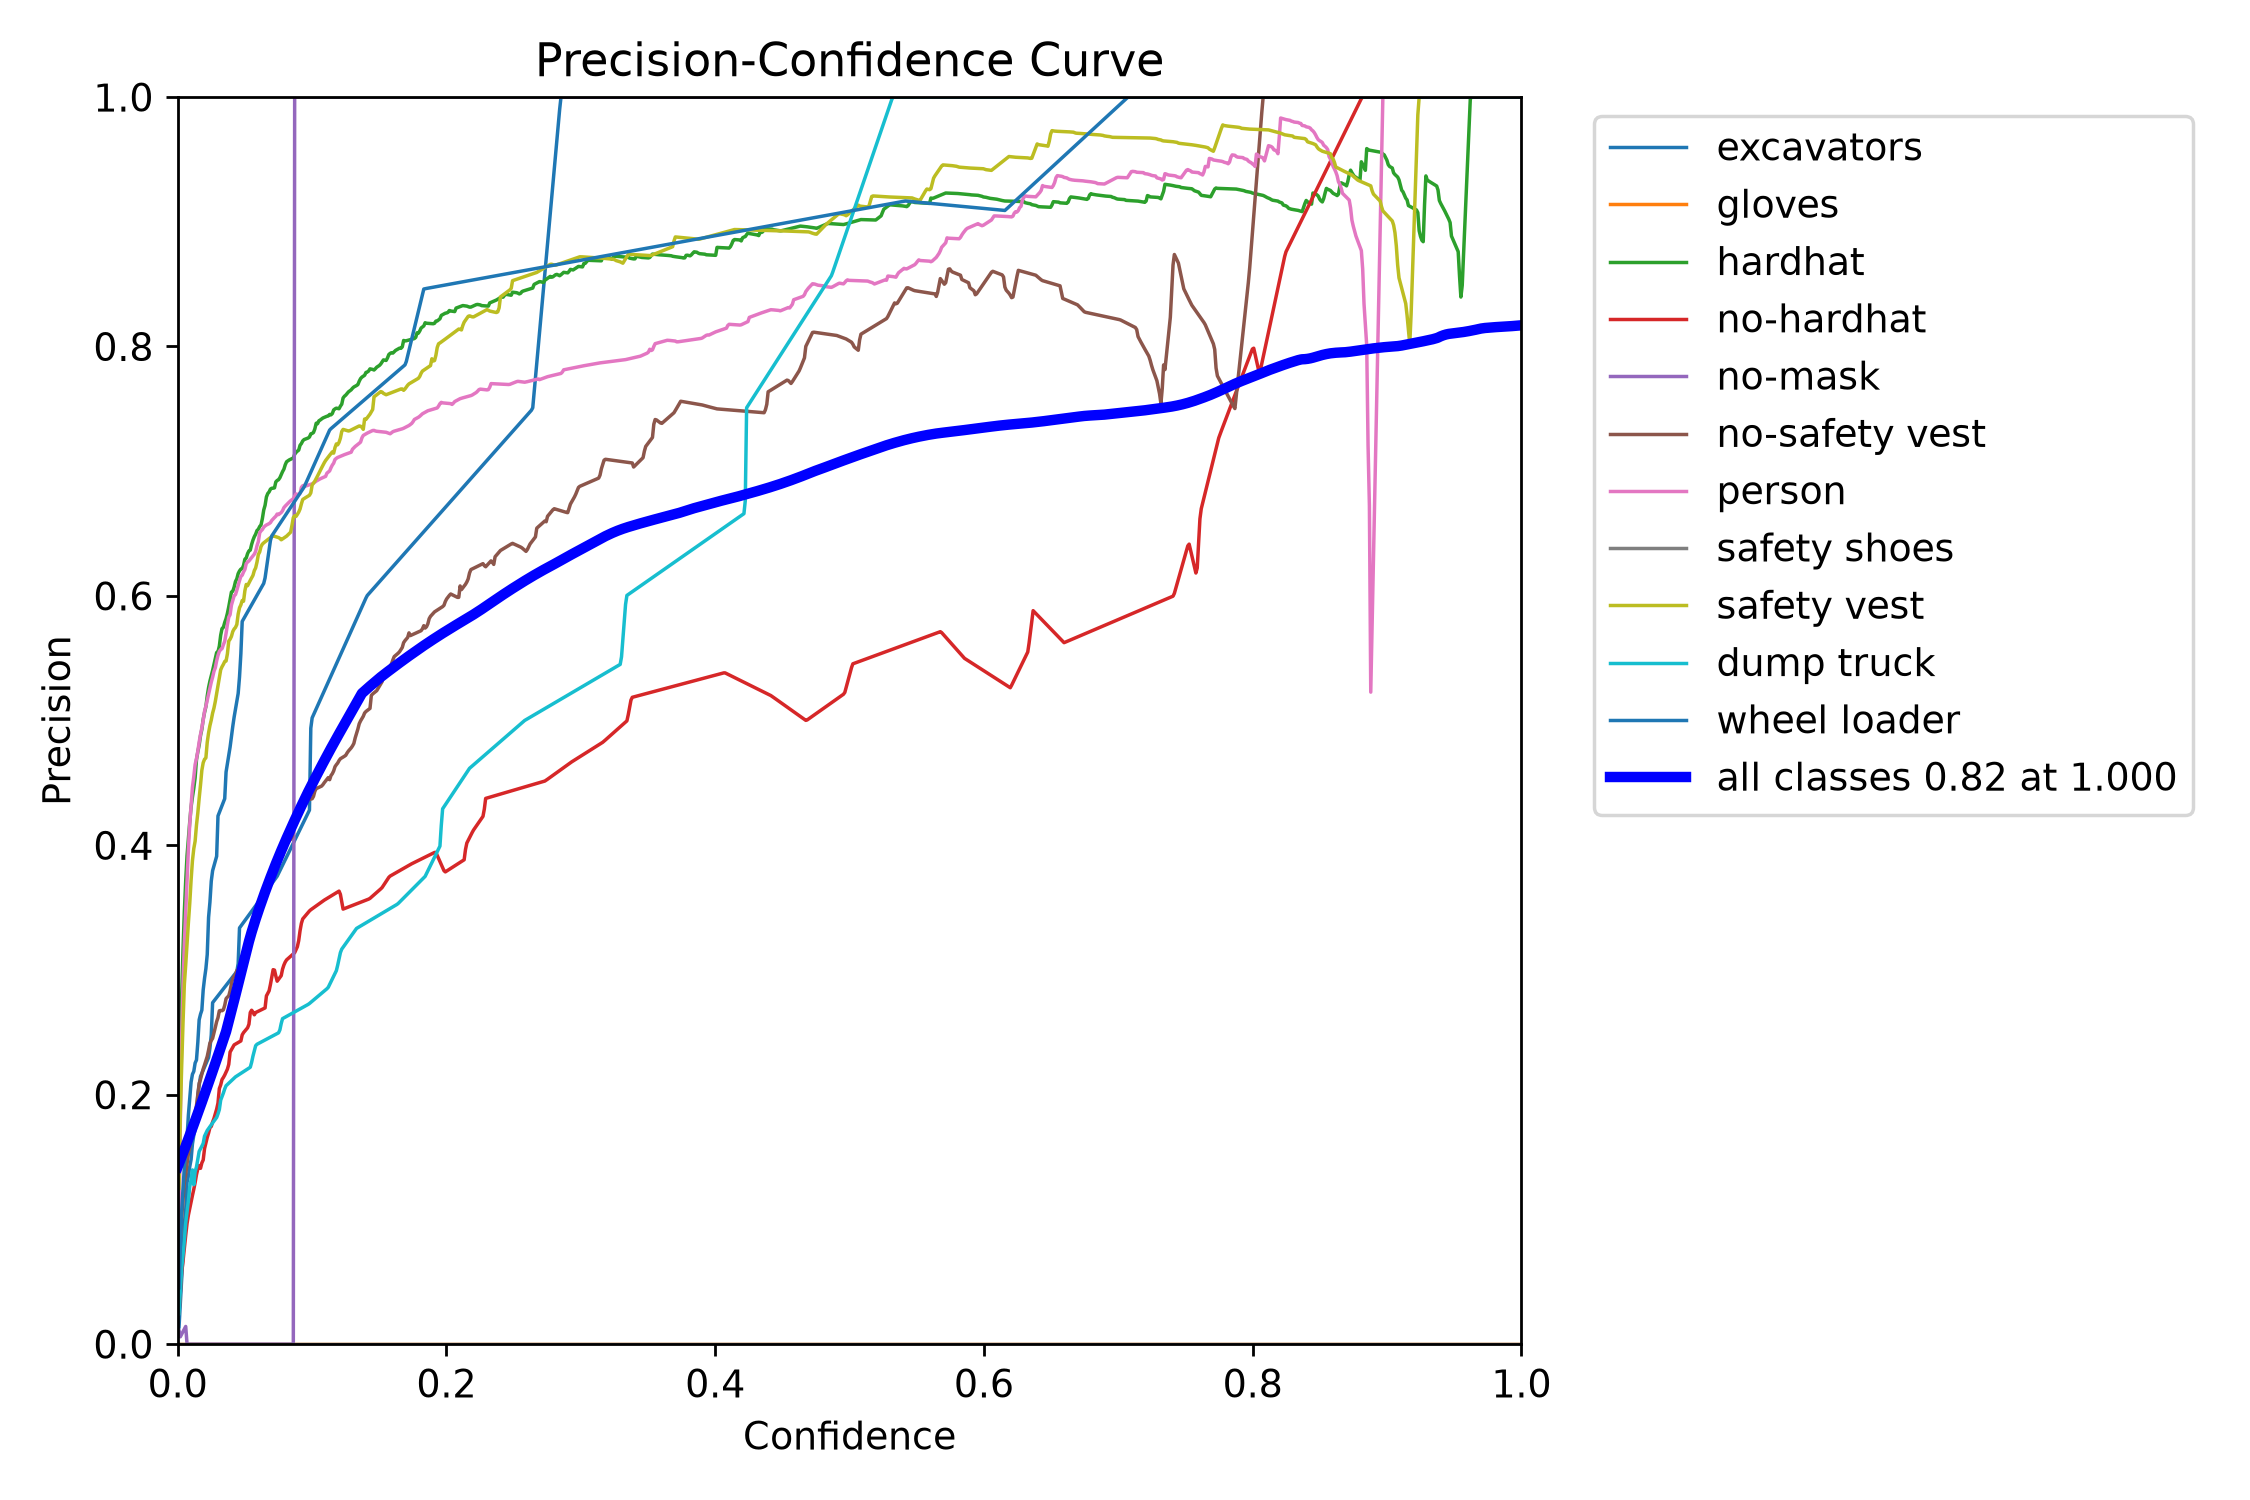 Precision-Confidence Curve
1.0
0.8
0.6
0.4
0.2
0.0
Precision
0.0 0.2 0.4 0.6 0.8 1.0
Confidence
excavators
gloves
hardhat
no-hardhat
no-mask
no-safety vest
person
safety shoes
safety vest
dump truck
wheel loader
all classes 0.82 at 1.000